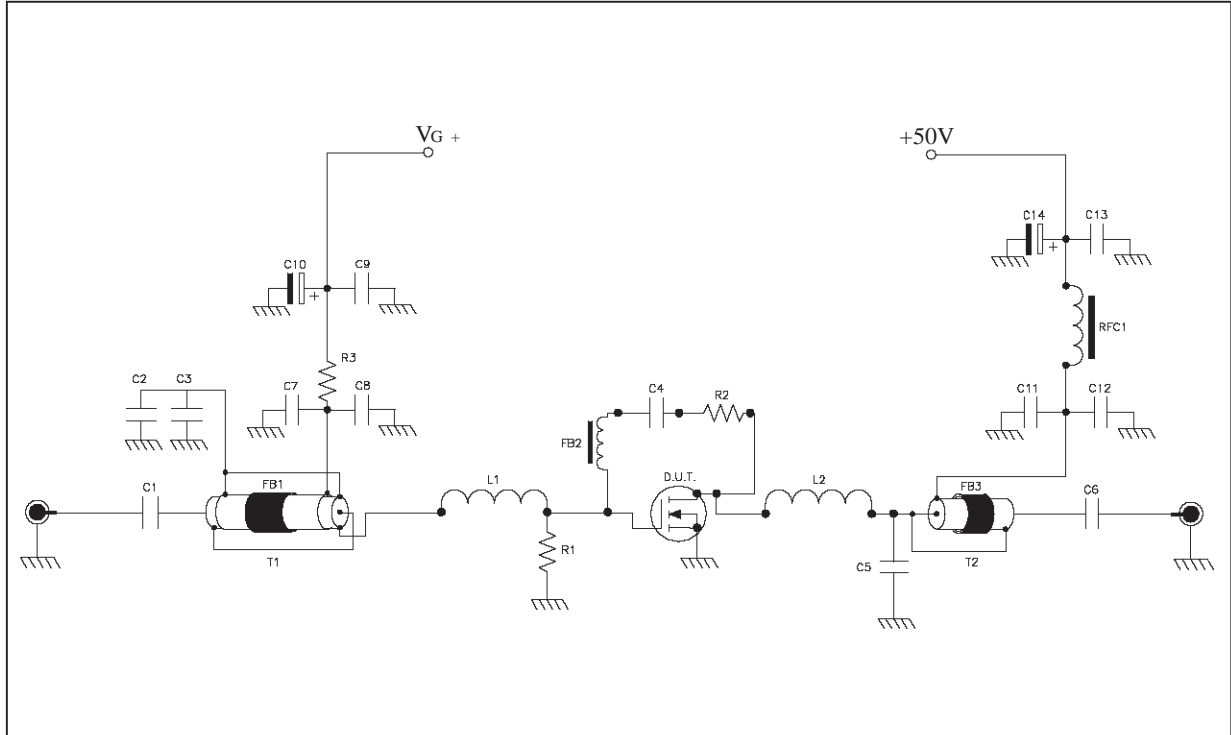 VG +
+50V
C14
C13
C10
C9
RFC1
R3
C2
C3
C7
C8
C4
R2
C11
C12
FB2
D.U.T.
FB1
L1
L2
FB3
C1
C6
T1
R1
C5
T2
+
+